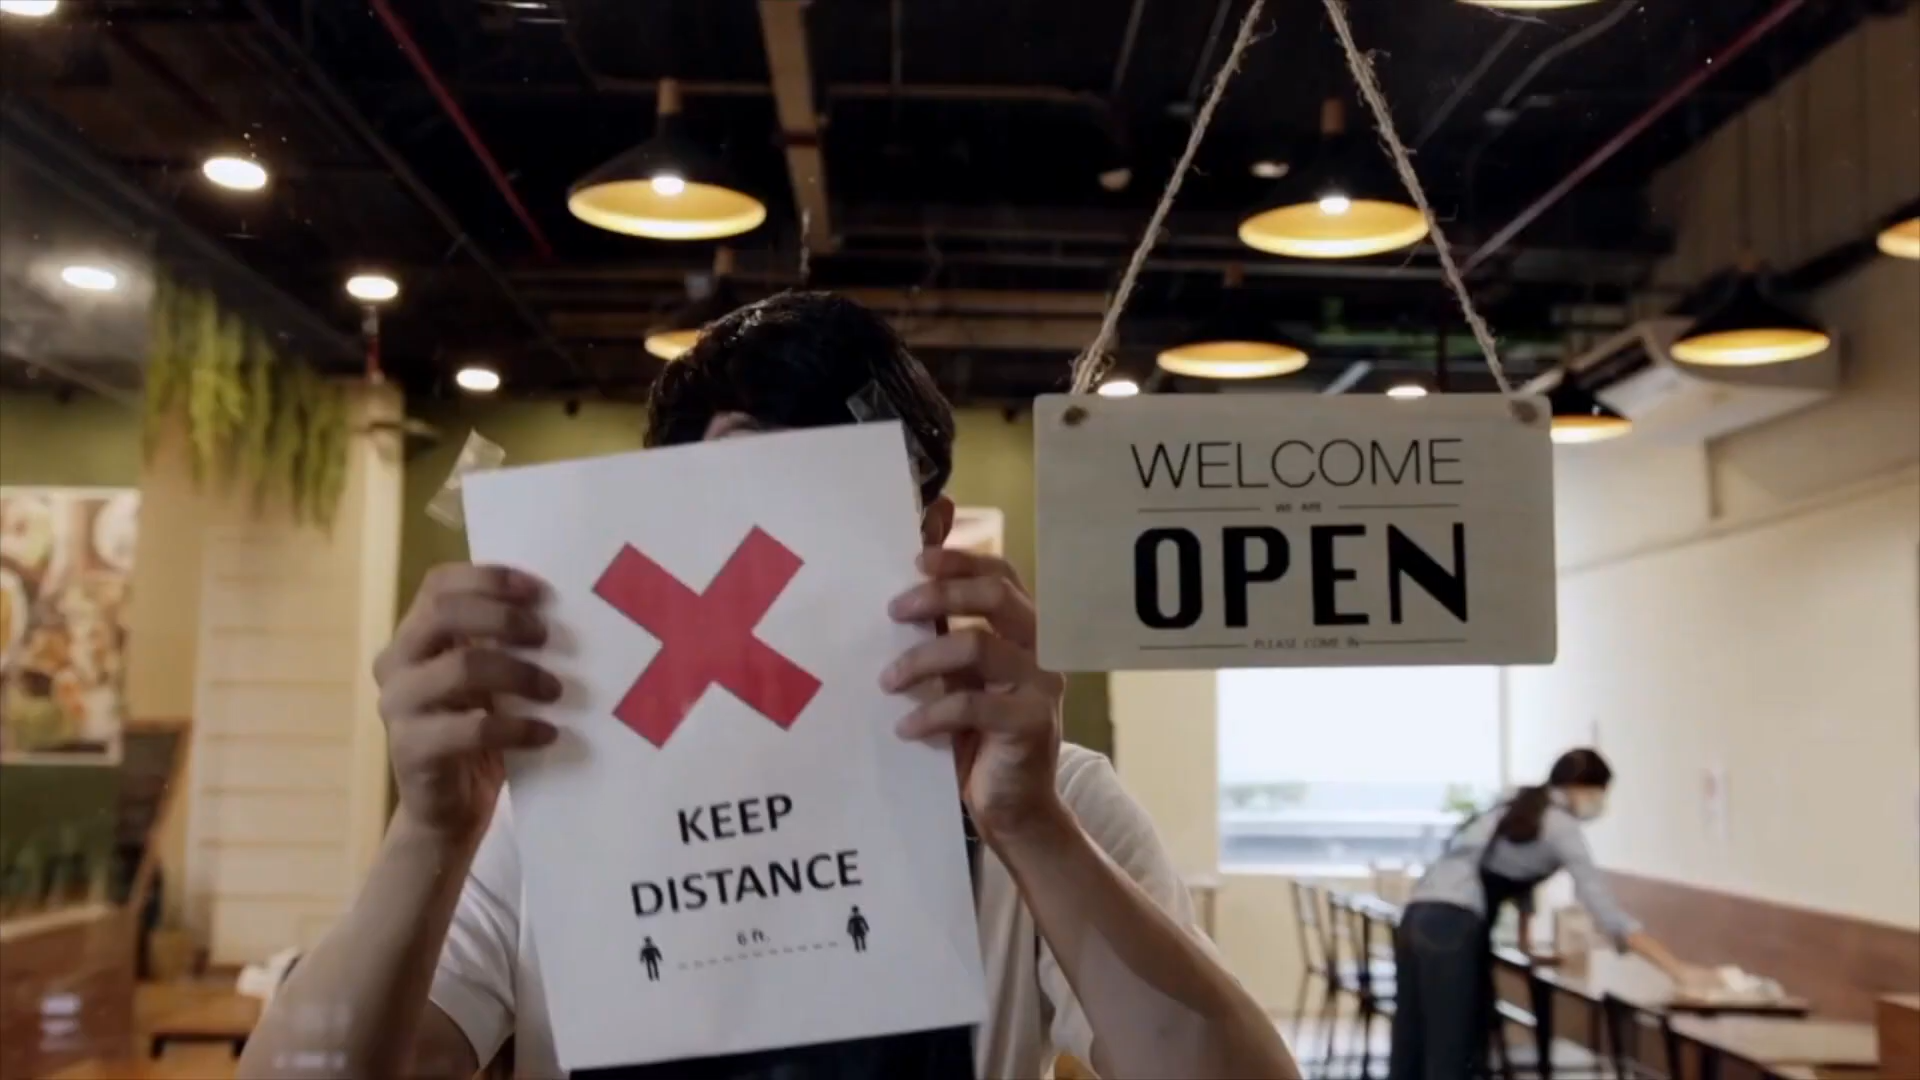 KEEP
DISTANCE
6 ft.
WELCOME
WE ARE
OPEN
PLEASE COME IN